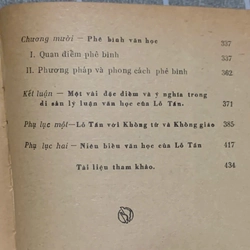 Chương mười – Phê bình văn học 337
I. Quan điểm phê bình 337
II. Phương pháp và phong cách phê bình 362
Kết luận – Một vài đặc điểm và ý nghĩa trong
di sản lý luận văn học của Lỗ Tấn. 371
Phụ lục một – Lỗ Tấn với Khổng tử và Khổng giáo 385
Phụ lục hai – Niêu biểu văn học của Lỗ Tấn 417
Tài liệu tham khảo. 434